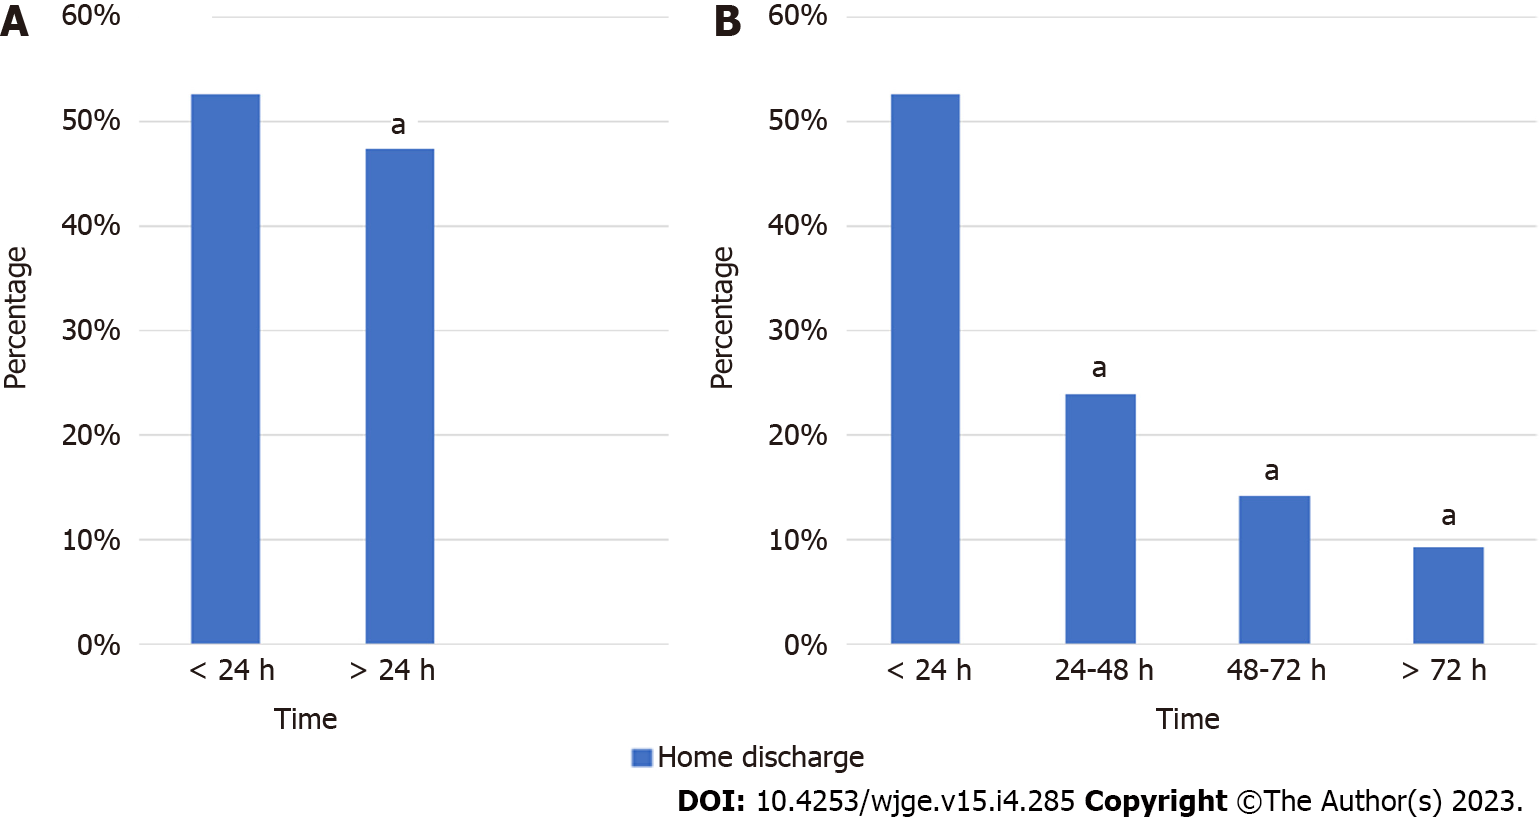 A
60%
50%
40%
30%
20%
10%
0%
Percentage
a
< 24 h > 24 h
Time
B
60%
50%
40%
30%
20%
10%
0%
Percentage
a
a
a
< 24 h 24-48 h 48-72 h > 72 h
Time
Home discharge
DOI: 10.4253/wjge.v15.i4.285 Copyright ©The Author(s) 2023.